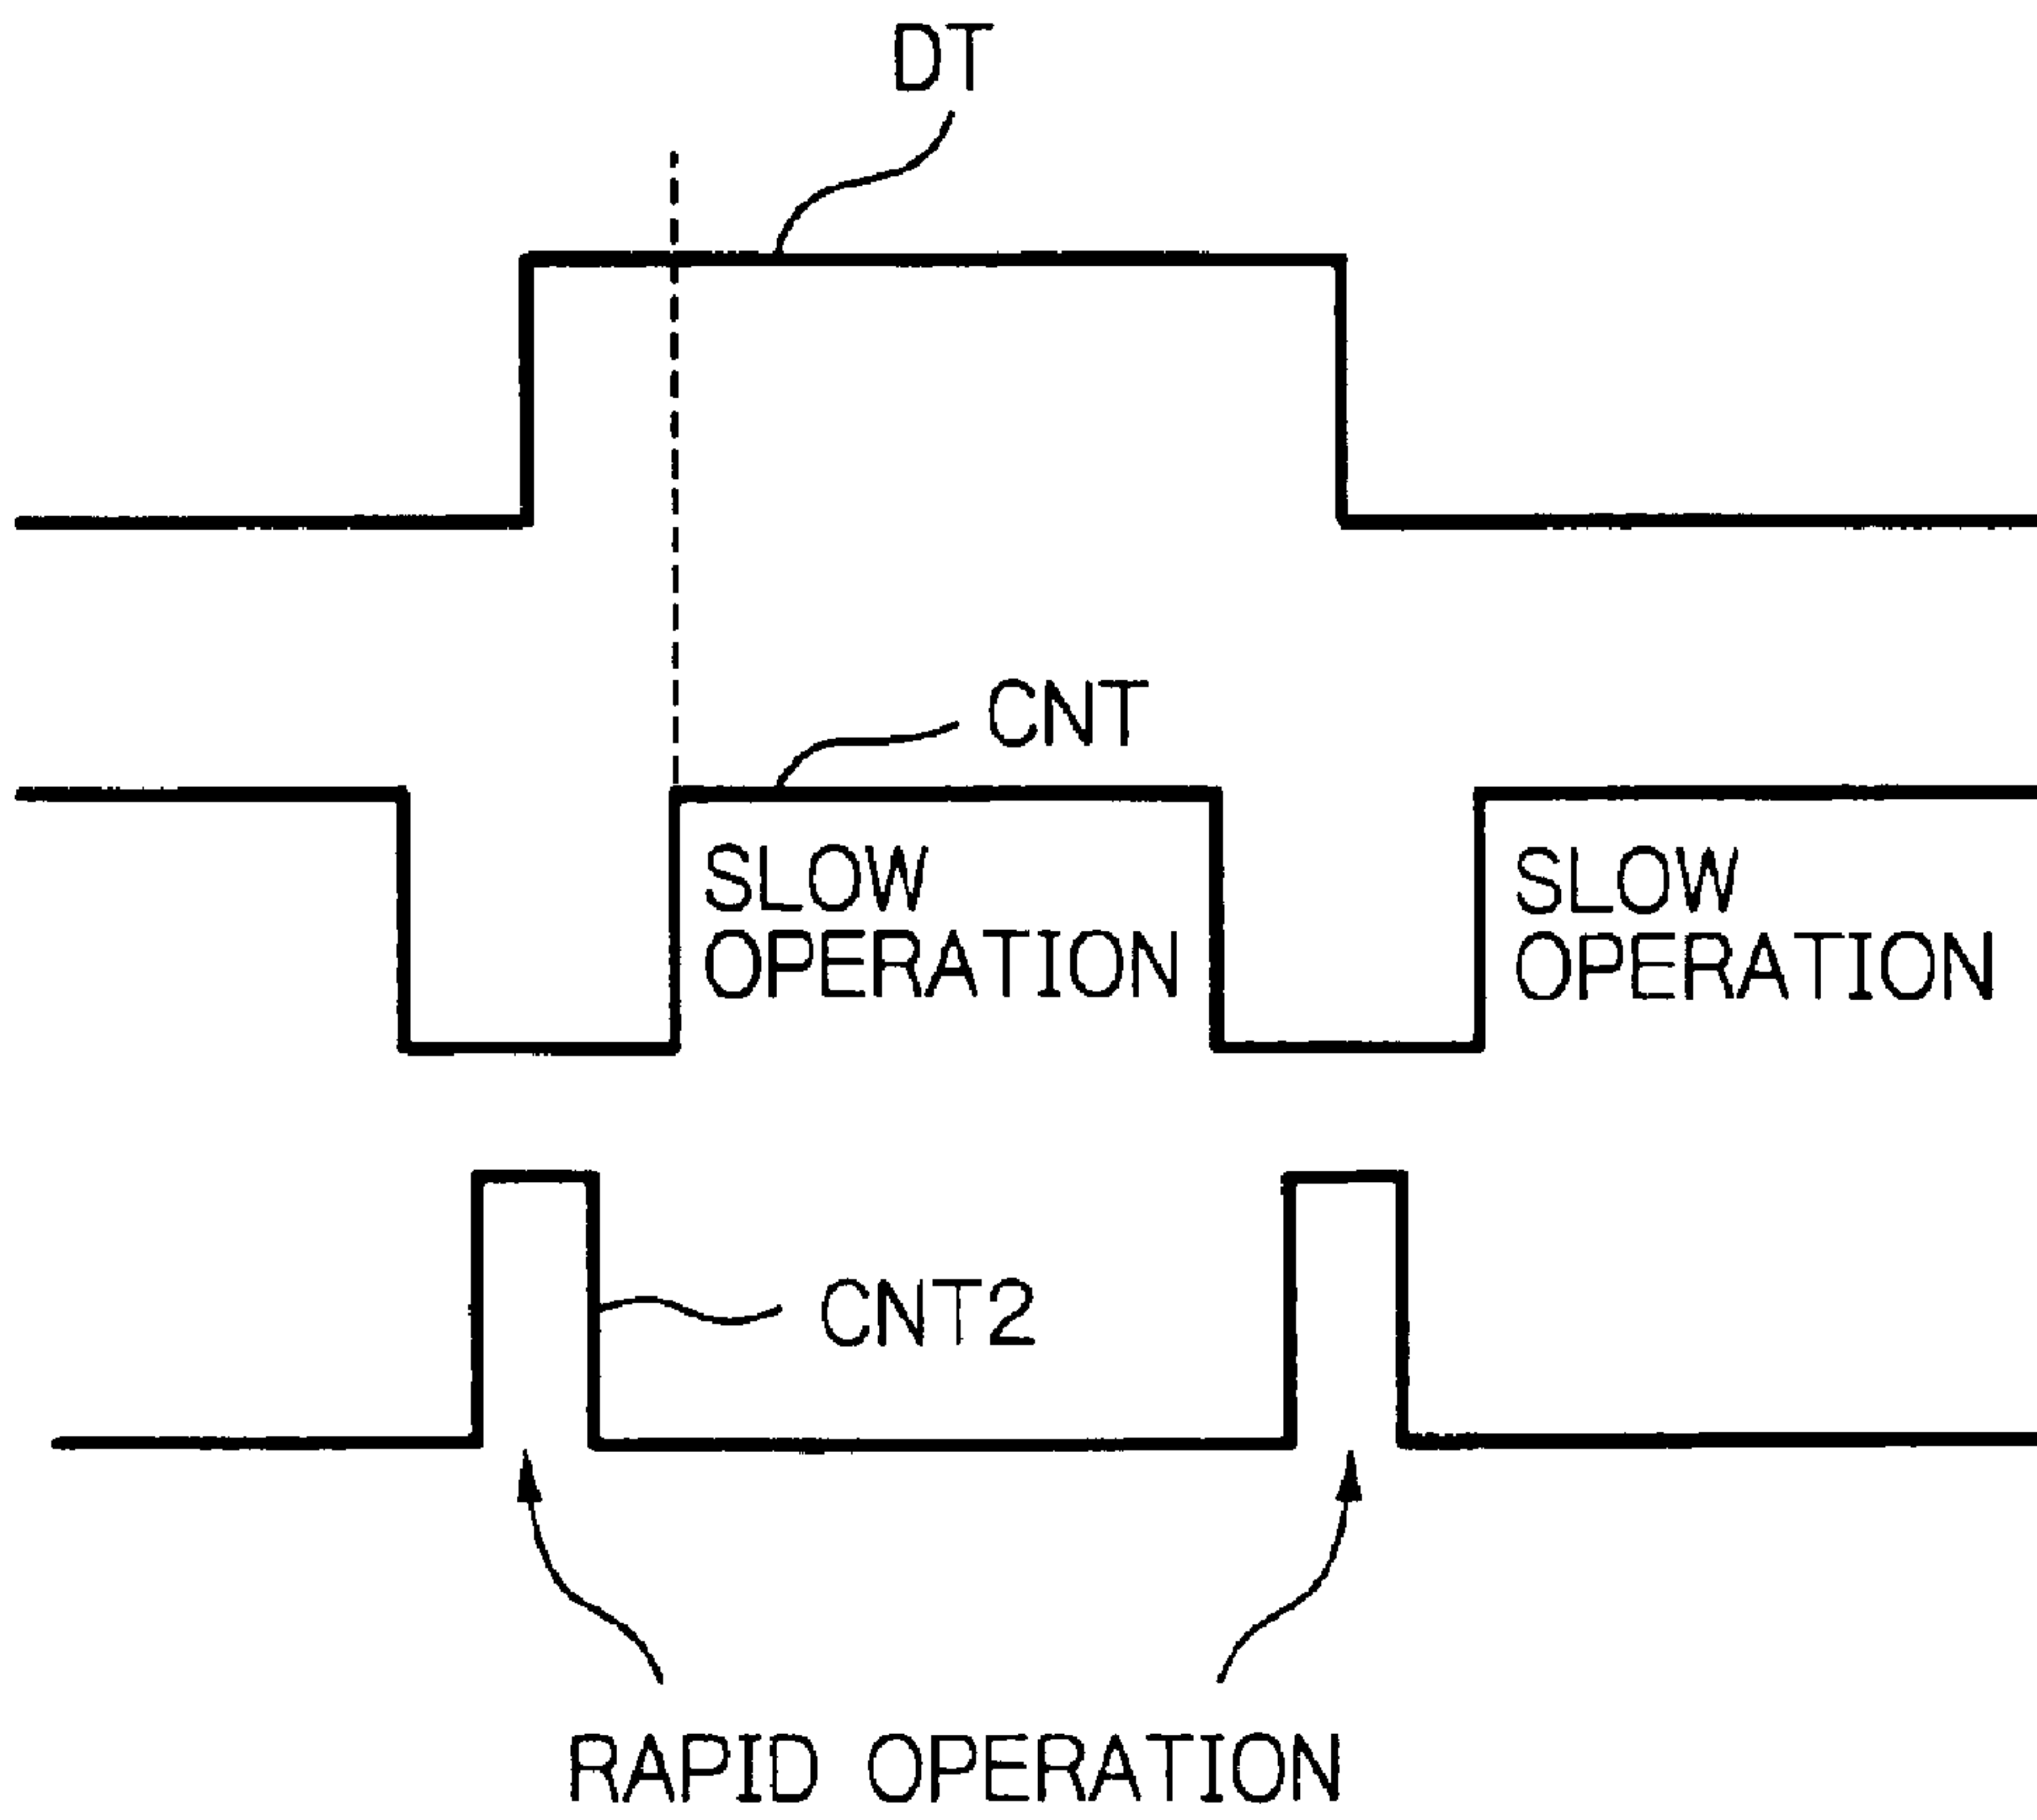 DT
CNT
SLOW
OPERATION
SLOW
OPERATION
CNT2
RAPID OPERATION